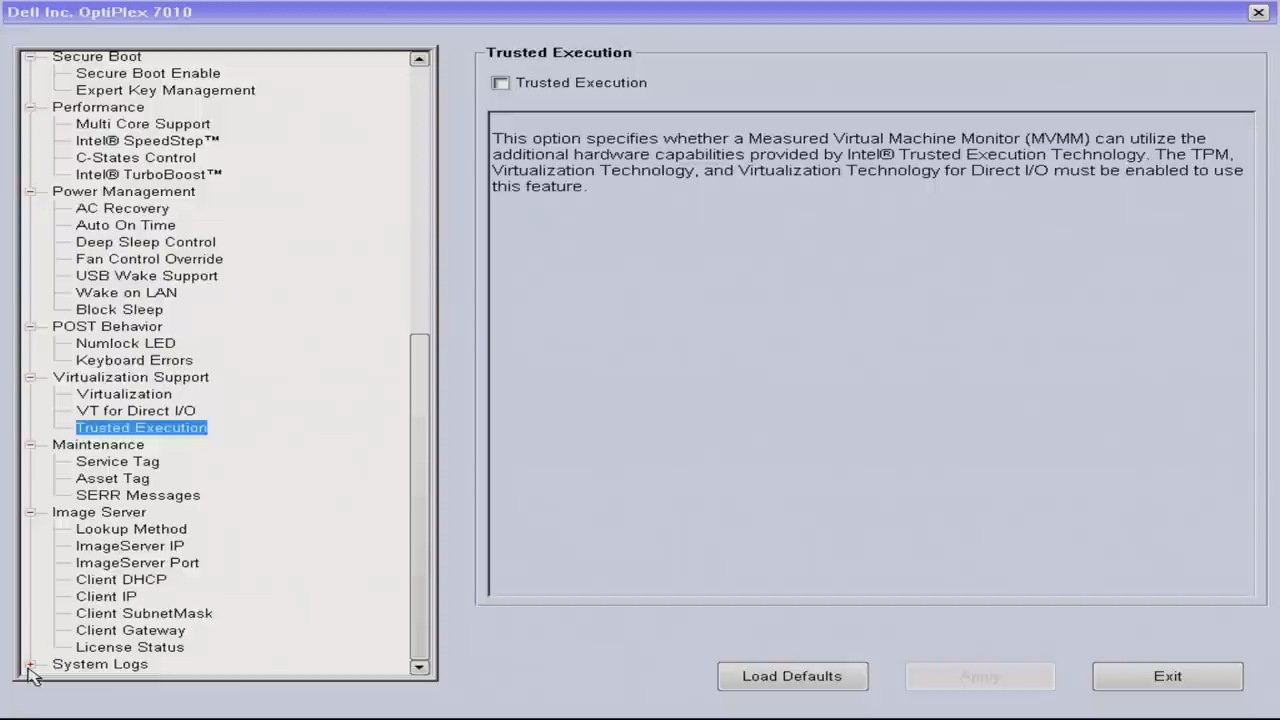 Dell Inc. OptiPlex 7010
Secure Boot
Secure Boot Enable
Expert Key Management
Performance
Multi Core Support
Intel® SpeedStep™
C-States Control
Intel® TurboBoost™
Power Management
AC Recovery
Auto On Time
Deep Sleep Control
Fan Control Override
USB Wake Support
Wake on LAN
Block Sleep
POST Behavior
Numlock LED
Keyboard Errors
Virtualization Support
Virtualization
VT for Direct I/O
Trusted Execution
Maintenance
Service Tag
Asset Tag
SERR Messages
Image Server
Lookup Method
ImageServer IP
ImageServer Port
Client DHCP
Client IP
Client SubnetMask
Client Gateway
License Status
System Logs
Trusted Execution
Trusted Execution
This option specifies whether a Measured Virtual Machine Monitor (MVMM) can utilize the
additional hardware capabilities provided by Intel® Trusted Execution Technology. The TPM,
Virtualization Technology, and Virtualization Technology for Direct I/O must be enabled to use
this feature.
Load Defaults
Apply
Exit